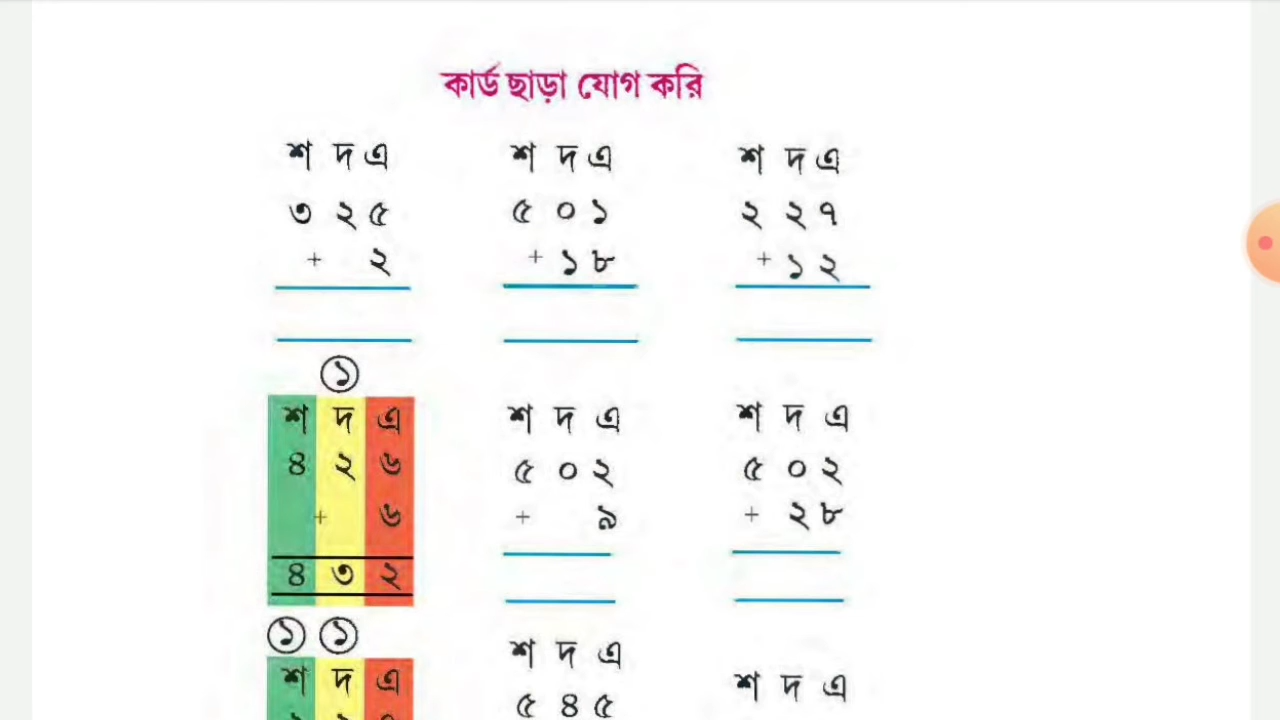 কার্ড ছাড়া যোগ করি
শ দ এ শ দ এ শ দ এ
৩ ২ ৫ ৫ ০ ১ ২ ২ ৭
+ ২ + ১ ৮ + ১ ২
১
শ দ এ শ দ এ শ দ এ
৪ ২ ৬ ৫ ০ ২ ৫ ০ ২
+ ৬ + ৯ + ২ ৮
৪ ৩ ২
১ ১
শ দ এ শ দ এ শ দ এ
৫ ৪ ৫